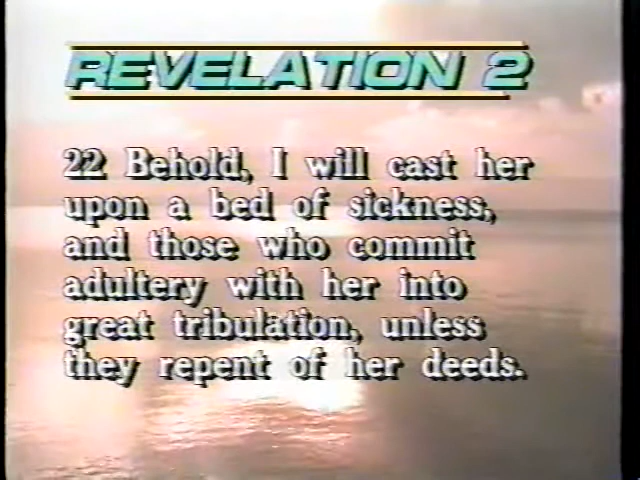 REVELATION 2
22 Behold, I will cast her
upon a bed of sickness,
and those who commit
adultery with her into
great tribulation, unless
they repent of her deeds.